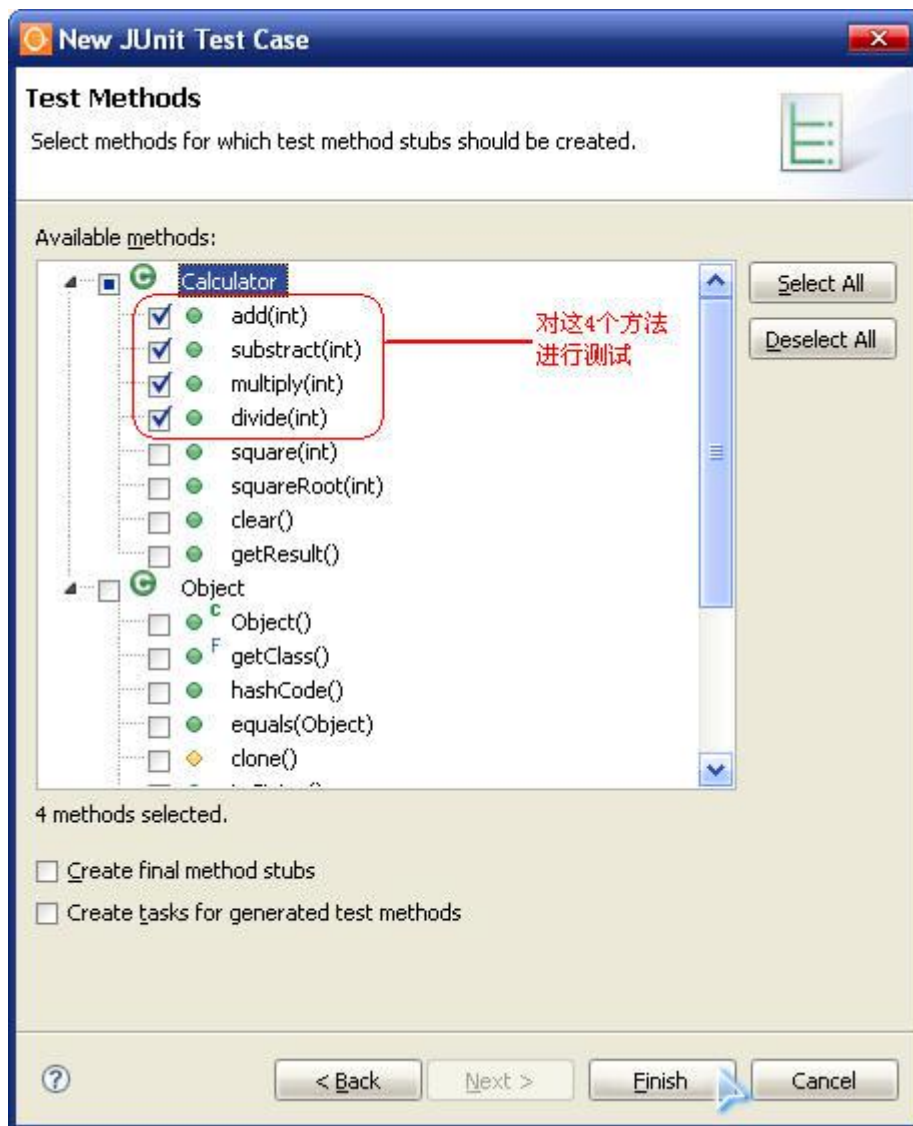 New JUnit Test Case
Test Methods
Select methods for which test method stubs should be created.
Available methods:
Calculator
add(int)
substract(int)
multiply(int)
divide(int)
square(int)
squareRoot(int)
clear()
getResult()
Object
Object()
getClass()
hashCode()
equals(Object)
clone()
对这4个方法
进行测试
Select All
Deselect All
4 methods selected.
Create final method stubs
Create tasks for generated test methods
< Back
Next >
Finish
Cancel